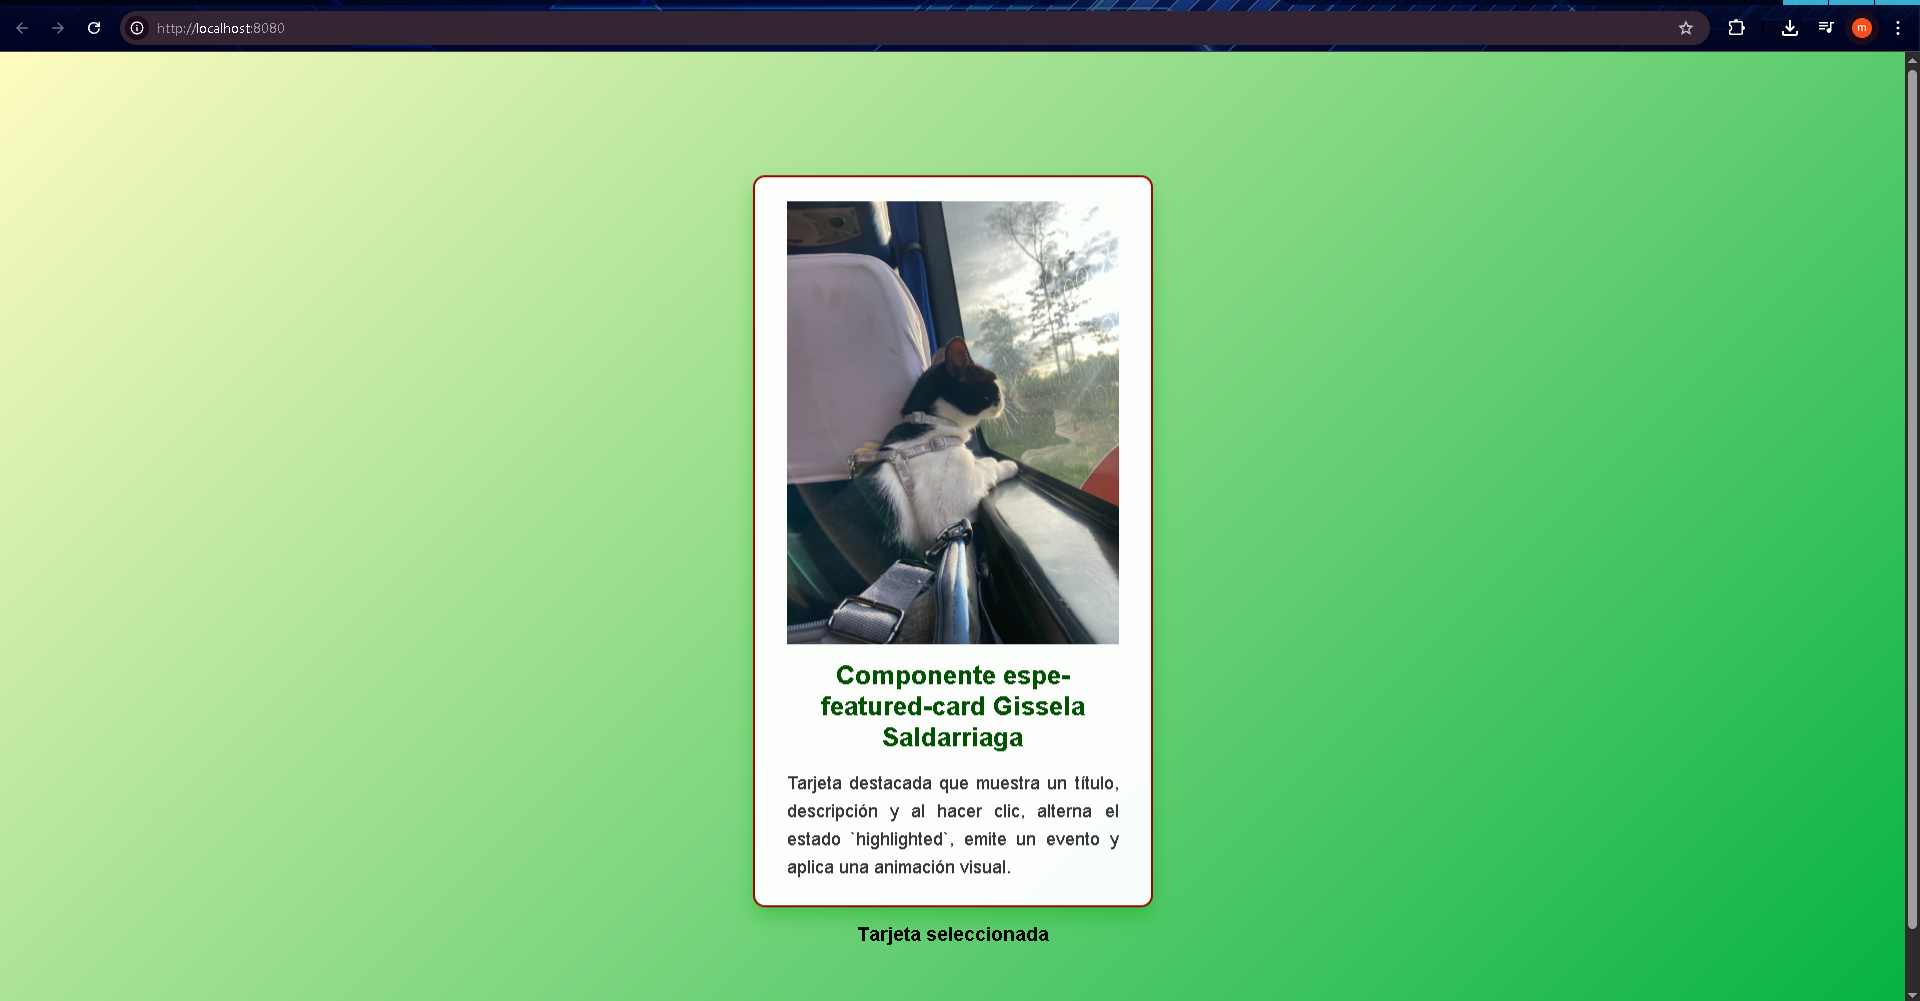 http://localhost:8080
m
Componente espe-
featured-card Gissela
Saldarriaga
Tarjeta destacada que muestra un título,
descripción y al hacer clic, alterna el
estado `highlighted`, emite un evento y
aplica una animación visual.
Tarjeta seleccionada